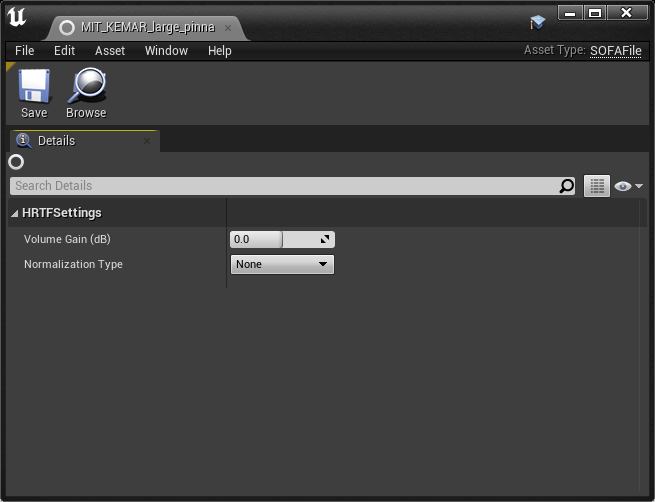 MIT_KEMAR_large_pinna
File Edit Asset Window Help Asset Type: SOFAFile
Save Browse
Details
Search Details
HRTFSettings
Volume Gain (dB) 0.0
Normalization Type None